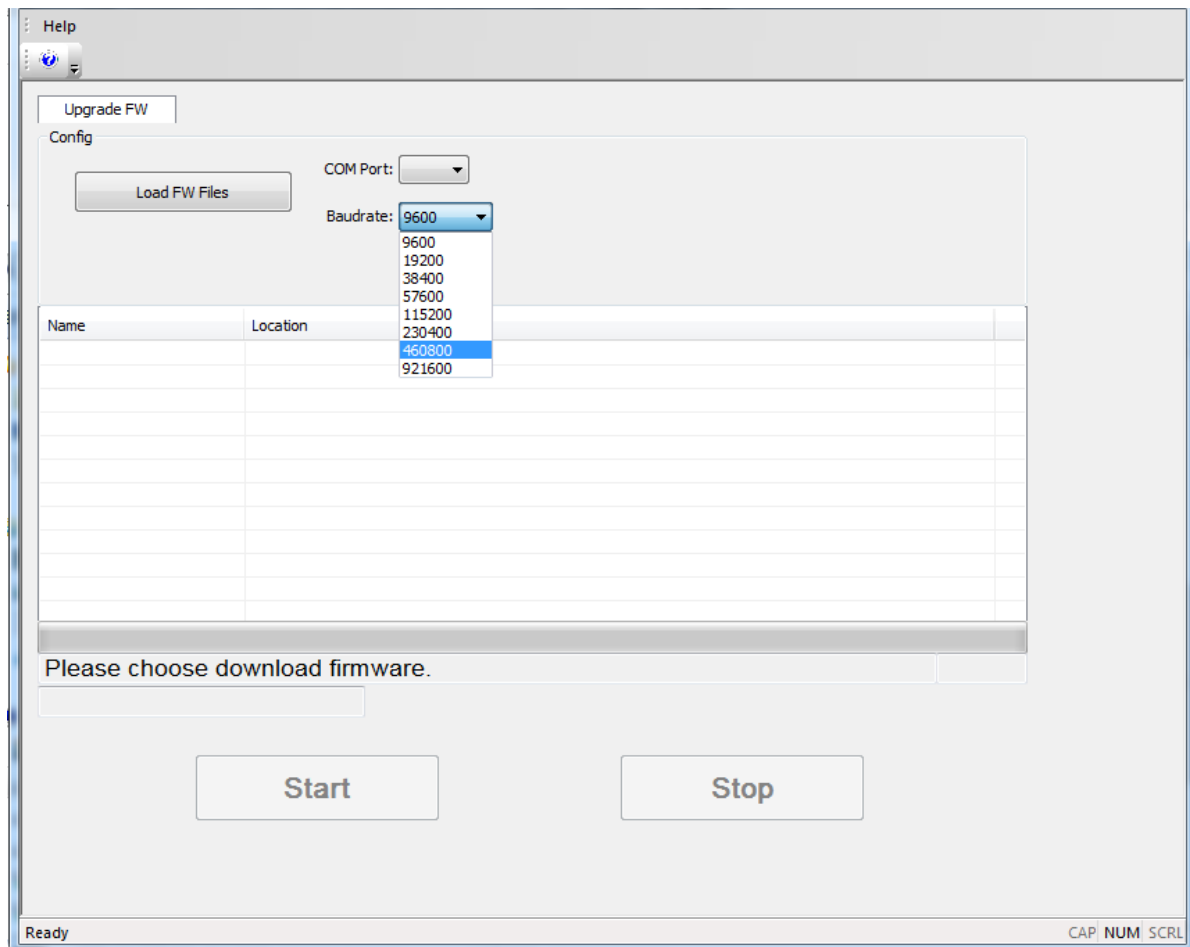 Help
Upgrade FW
Config
COM Port:
Load FW Files
Baudrate: 9600
9600
19200
38400
57600
115200
230400
460800
921600
Name Location
Please choose download firmware.
Start Stop
Ready CAP NUM SCRL